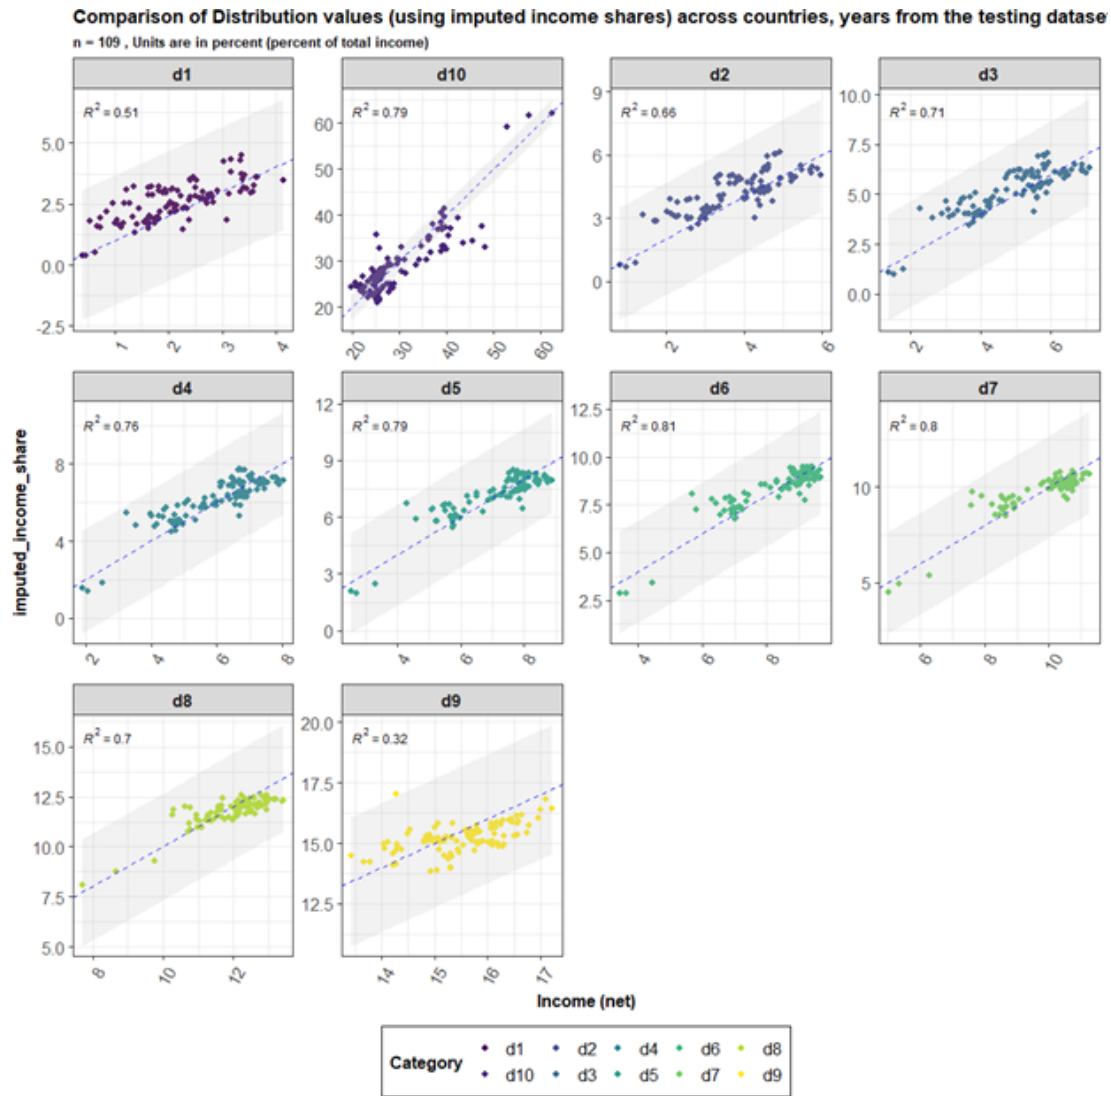 Comparison of Distribution values (using imputed income shares) across countries, years from the testing datase
n = 109 , Units are in percent (percent of total income)
d1
d10
d2
d3
R² = 0.51
R² = 0.79
R² = 0.66
R² = 0.71
5.0
2.5
0.0
-2.5
60
50
40
30
20
9
6
3
0
10.0
7.5
5.0
2.5
0.0
1 2 3 4
20 30 40 50 60
2 4 6
2 4 6
d4
d5
d6
d7
R² = 0.76
R² = 0.79
R² = 0.81
R² = 0.8
8
4
0
12
9
6
3
0
12.5
10.0
7.5
5.0
2.5
10
5
2 4 6 8
4 6 8
4 6 8
6 8 10
imputed_income_share
d8
d9
R² = 0.7
R² = 0.32
15.0
12.5
10.0
7.5
5.0
20.0
17.5
15.0
12.5
8 10 12
14 15 16 17
Income (net)
Category
d1 d2 d4 d6 d8
d10 d3 d5 d7 d9